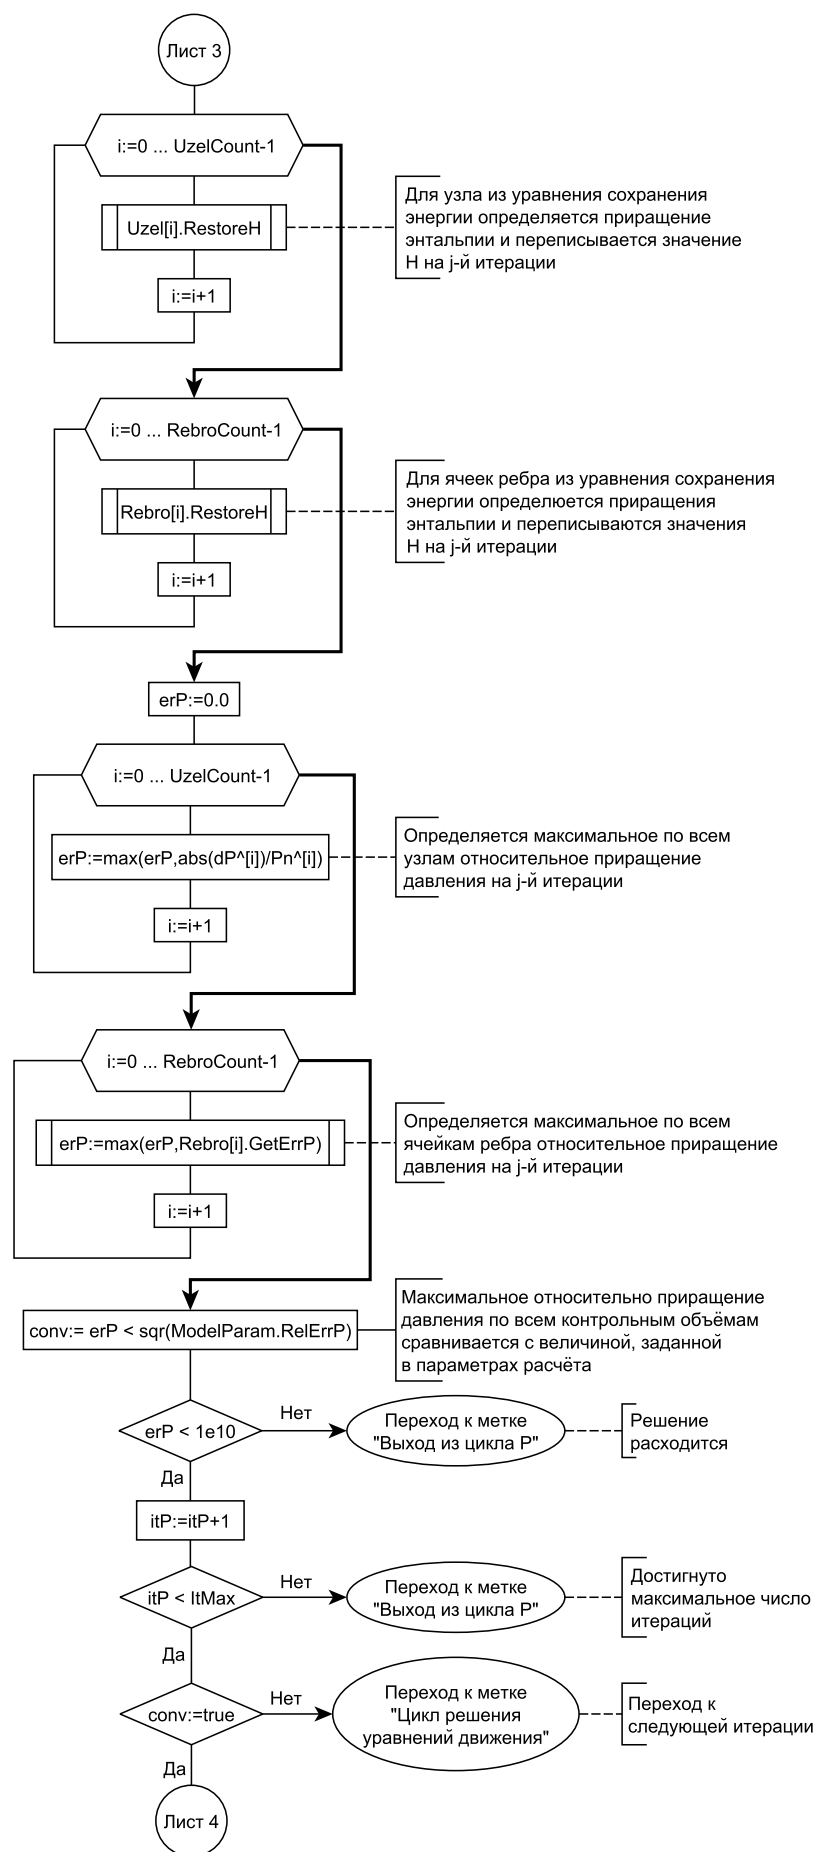 Лист 3
i:=0 ... UzelCount-1
Uzel[i].RestoreH
Для узла из уравнения сохранения
энергии определяется приращение
энтальпии и переписывается значение
H на j-й итерации
i:=i+1
i:=0 ... RebroCount-1
Rebro[i].RestoreH
Для ячеек ребра из уравнения сохранения
энергии определюется приращения
энтальпии и переписываются значения
H на j-й итерации
i:=i+1
erP:=0.0
i:=0 ... UzelCount-1
erP:=max(erP,abs(dP^[i])/Pn^[i])
Определяется максимальное по всем
узлам относительное приращение
давления на j-й итерации
i:=i+1
i:=0 ... RebroCount-1
erP:=max(erP,Rebro[i].GetErrP)
Определяется максимальное по всем
ячейкам ребра относительное приращение
давления на j-й итерации
i:=i+1
conv:= erP < sqr(ModelParam.RelErrP)
Максимальное относительно приращение
давления по всем контрольным объёмам
сравнивается с величиной, заданной
в параметрах расчёта
erP < 1e10
Нет
Переход к метке
"Выход из цикла P"
Решение
расходится
Да
itP:=itP+1
itP < ItMax
Нет
Переход к метке
"Выход из цикла P"
Достигнуто
максимальное число
итераций
Да
conv:=true
Нет
Переход к метке
"Цикл решения
уравнений движения"
Переход к
следующей итерации
Да
Лист 4